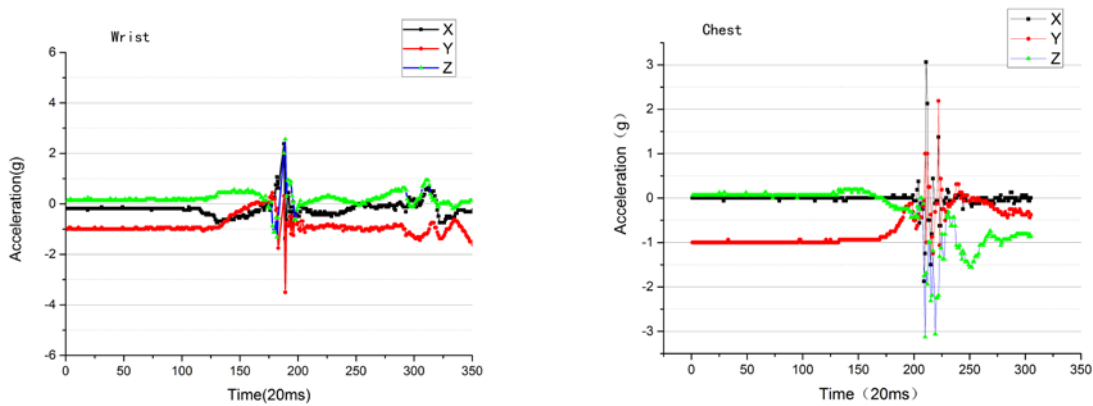 Wrist
X
Y
Z
6
4
2
0
-2
-4
-6
Acceleration(g)
0 50 100 150 200 250 300 350
Time(20ms)
Chest
X
Y
Z
3
2
1
0
-1
-2
-3
Acceleration（g）
0 50 100 150 200 250 300 350
Time（20ms）